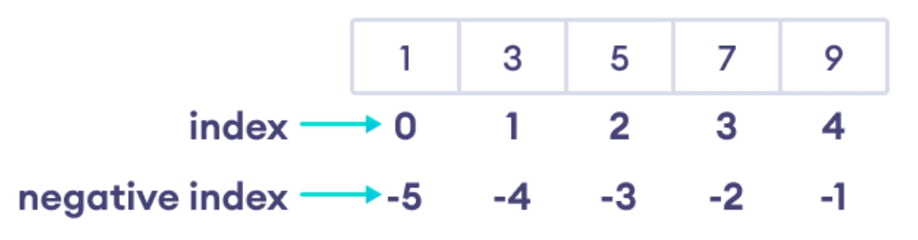 1 3 5 7 9
index 0 1 2 3 4
negative index -5 -4 -3 -2 -1